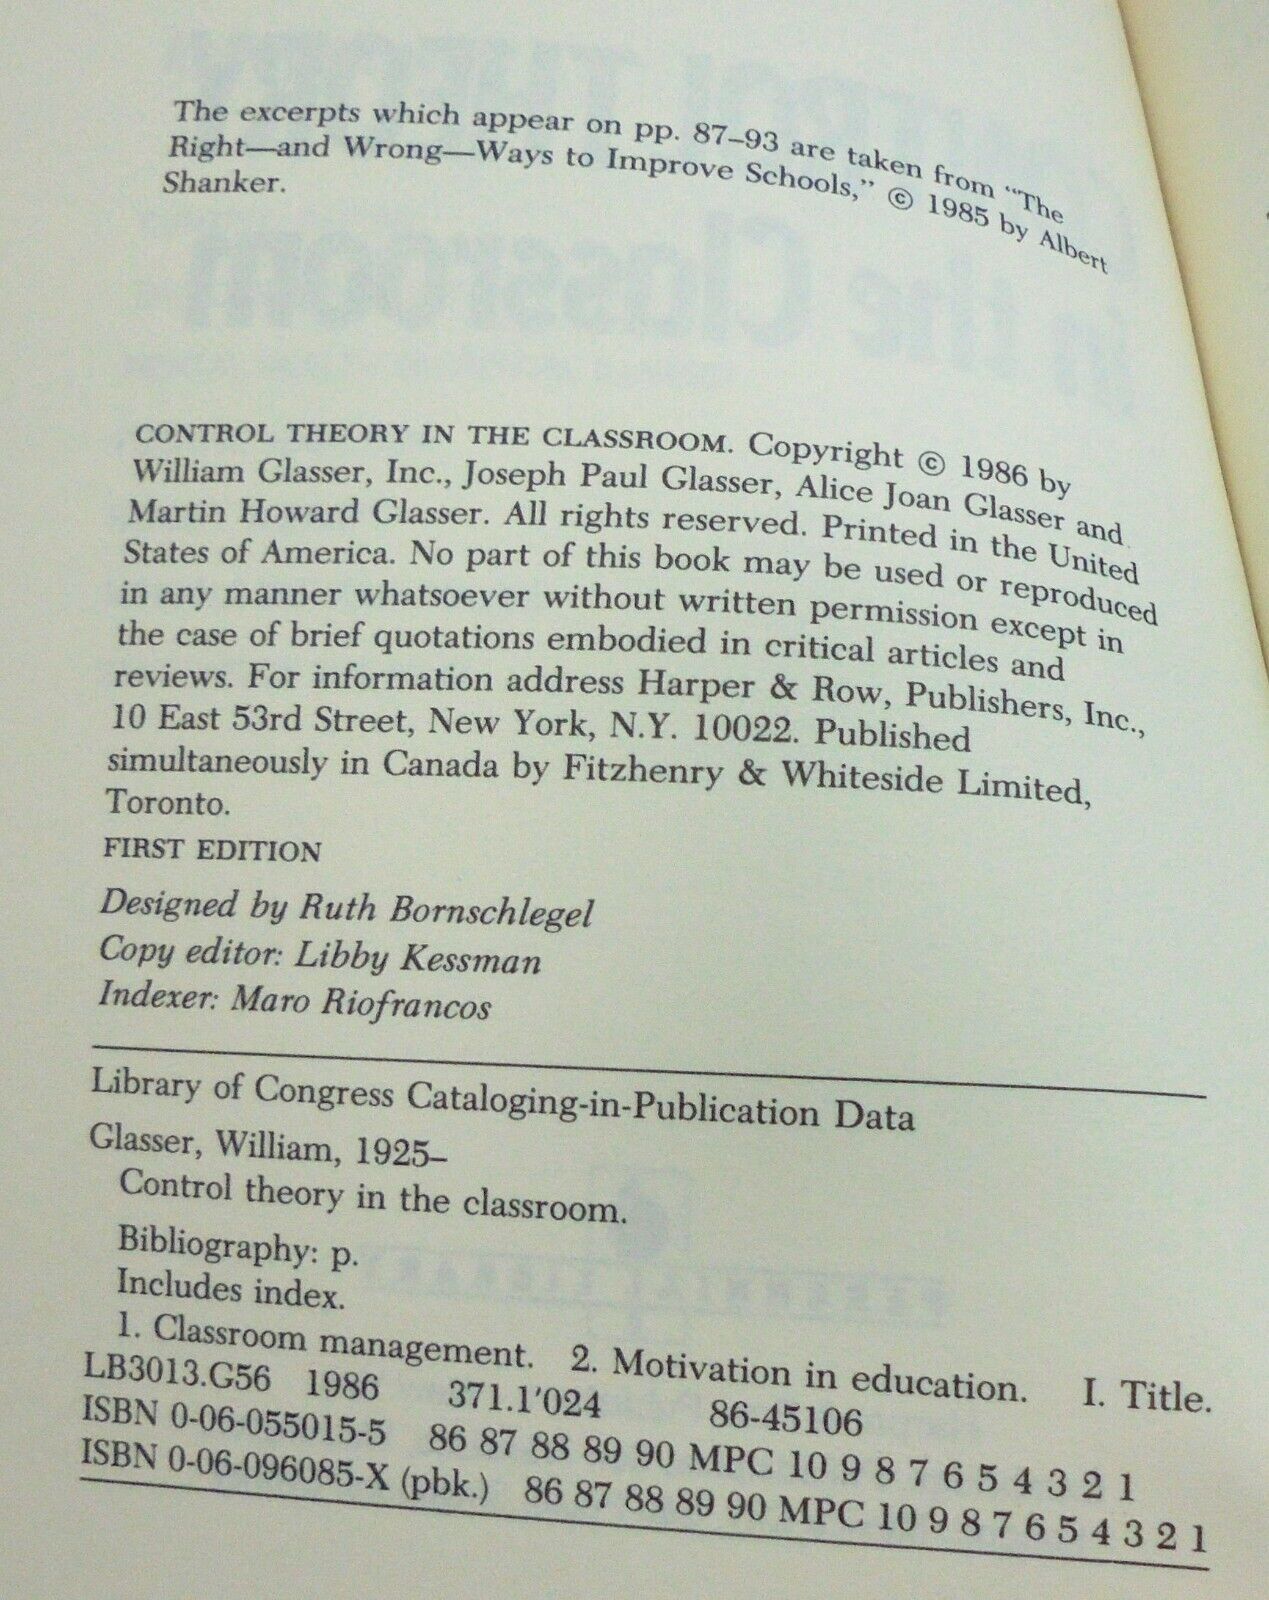 The excerpts which appear on pp. 87–93 are taken from "The
Right—and Wrong—Ways to Improve Schools," © 1985 by Albert
Shanker.
CONTROL THEORY IN THE CLASSROOM. Copyright © 1986 by
William Glasser, Inc., Joseph Paul Glasser, Alice Joan Glasser and
Martin Howard Glasser. All rights reserved. Printed in the United
States of America. No part of this book may be used or reproduced
in any manner whatsoever without written permission except in
the case of brief quotations embodied in critical articles and
reviews. For information address Harper & Row, Publishers, Inc.,
10 East 53rd Street, New York, N.Y. 10022. Published
simultaneously in Canada by Fitzhenry & Whiteside Limited,
Toronto.
FIRST EDITION
Designed by Ruth Bornschlegel
Copy editor: Libby Kessman
Indexer: Maro Riofrancos
Library of Congress Cataloging-in-Publication Data
Glasser, William, 1925–
Control theory in the classroom.
Bibliography: p.
Includes index.
1. Classroom management. 2. Motivation in education. I. Title.
LB3013.G56 1986 371.1'024 86-45106
ISBN 0-06-055015-5 86 87 88 89 90 MPC 10 9 8 7 6 5 4 3 2 1
ISBN 0-06-096085-X (pbk.) 86 87 88 89 90 MPC 10 9 8 7 6 5 4 3 2 1